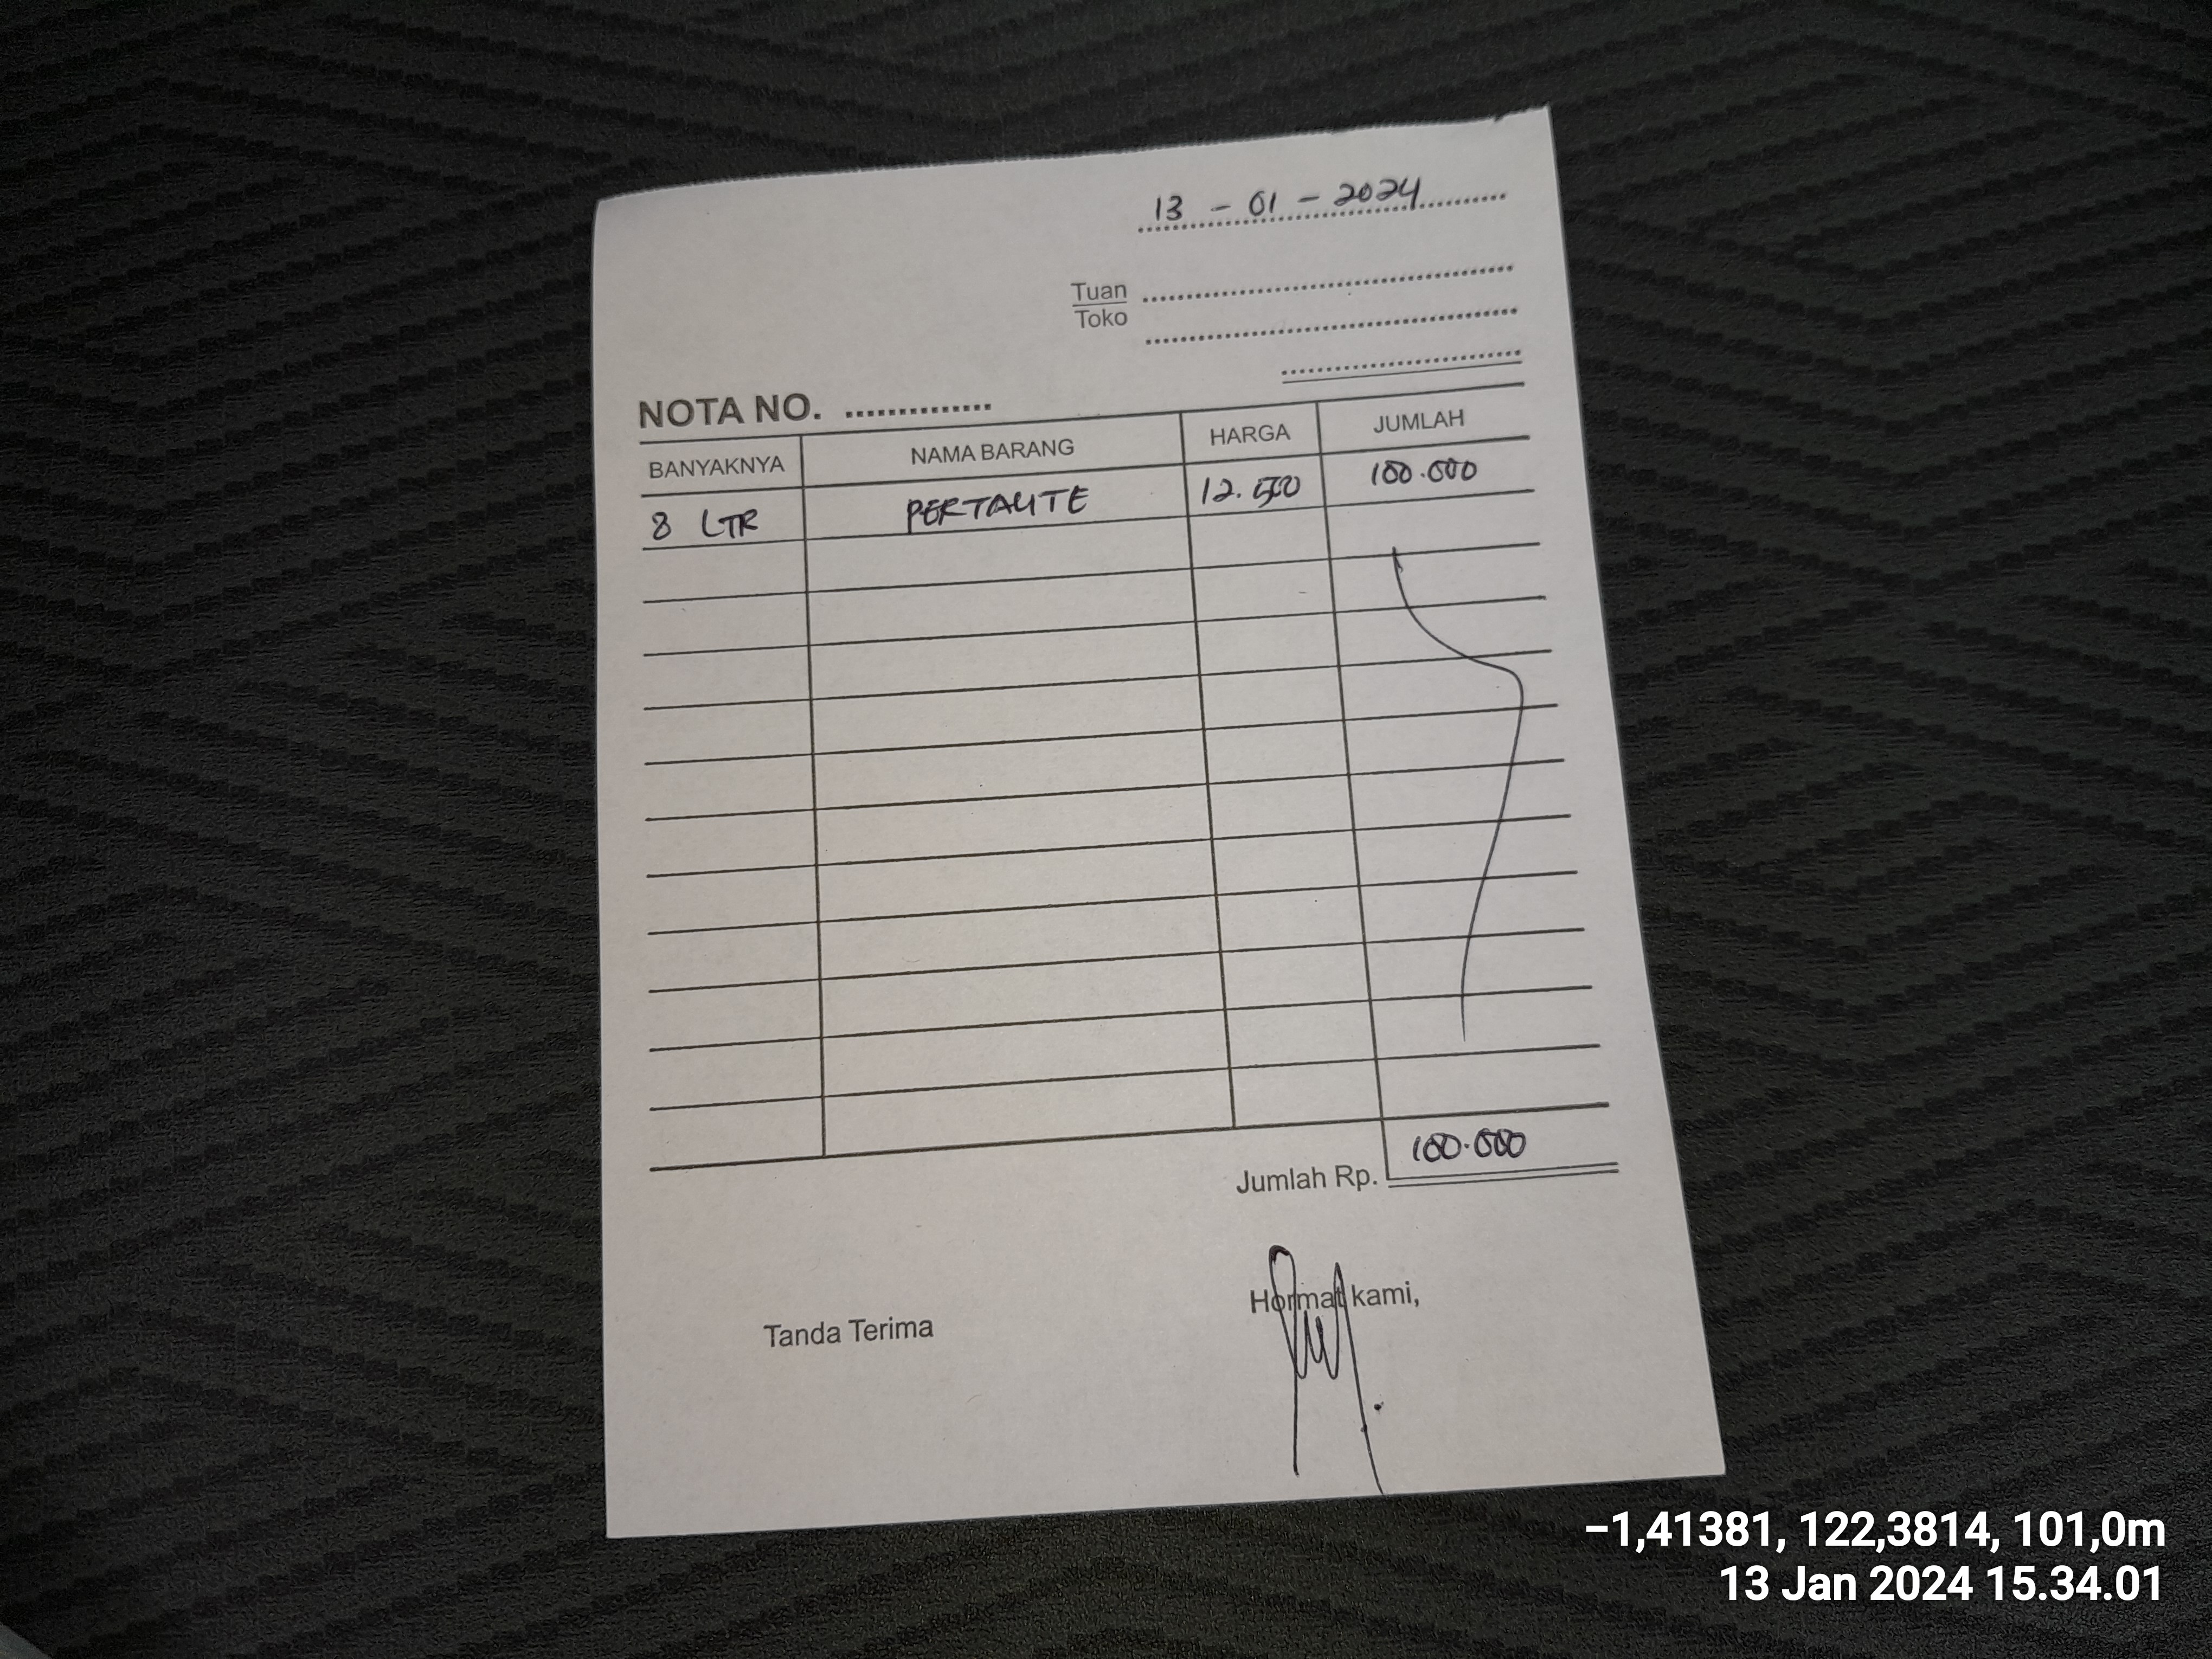 13 - 01 - 2024
Tuan
Toko
NOTA NO. ..............
BANYAKNYA NAMA BARANG HARGA JUMLAH
8 LTR PERTALITE 12.500 100.000
Jumlah Rp. 100.000
Tanda Terima Hormat kami,
−1,41381, 122,3814, 101,0m
13 Jan 2024 15.34.01